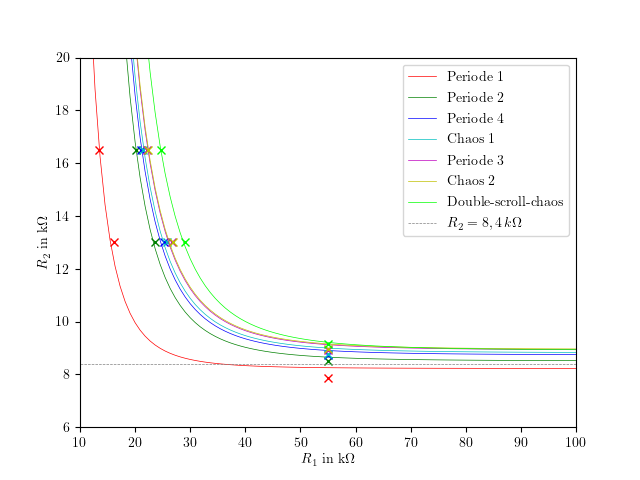 20
18
16
14
12
10
8
6
R2 in kΩ
10 20 30 40 50 60 70 80 90 100
R1 in kΩ
Periode 1
Periode 2
Periode 4
Chaos 1
Periode 3
Chaos 2
Double-scroll-chaos
R2 = 8, 4 kΩ